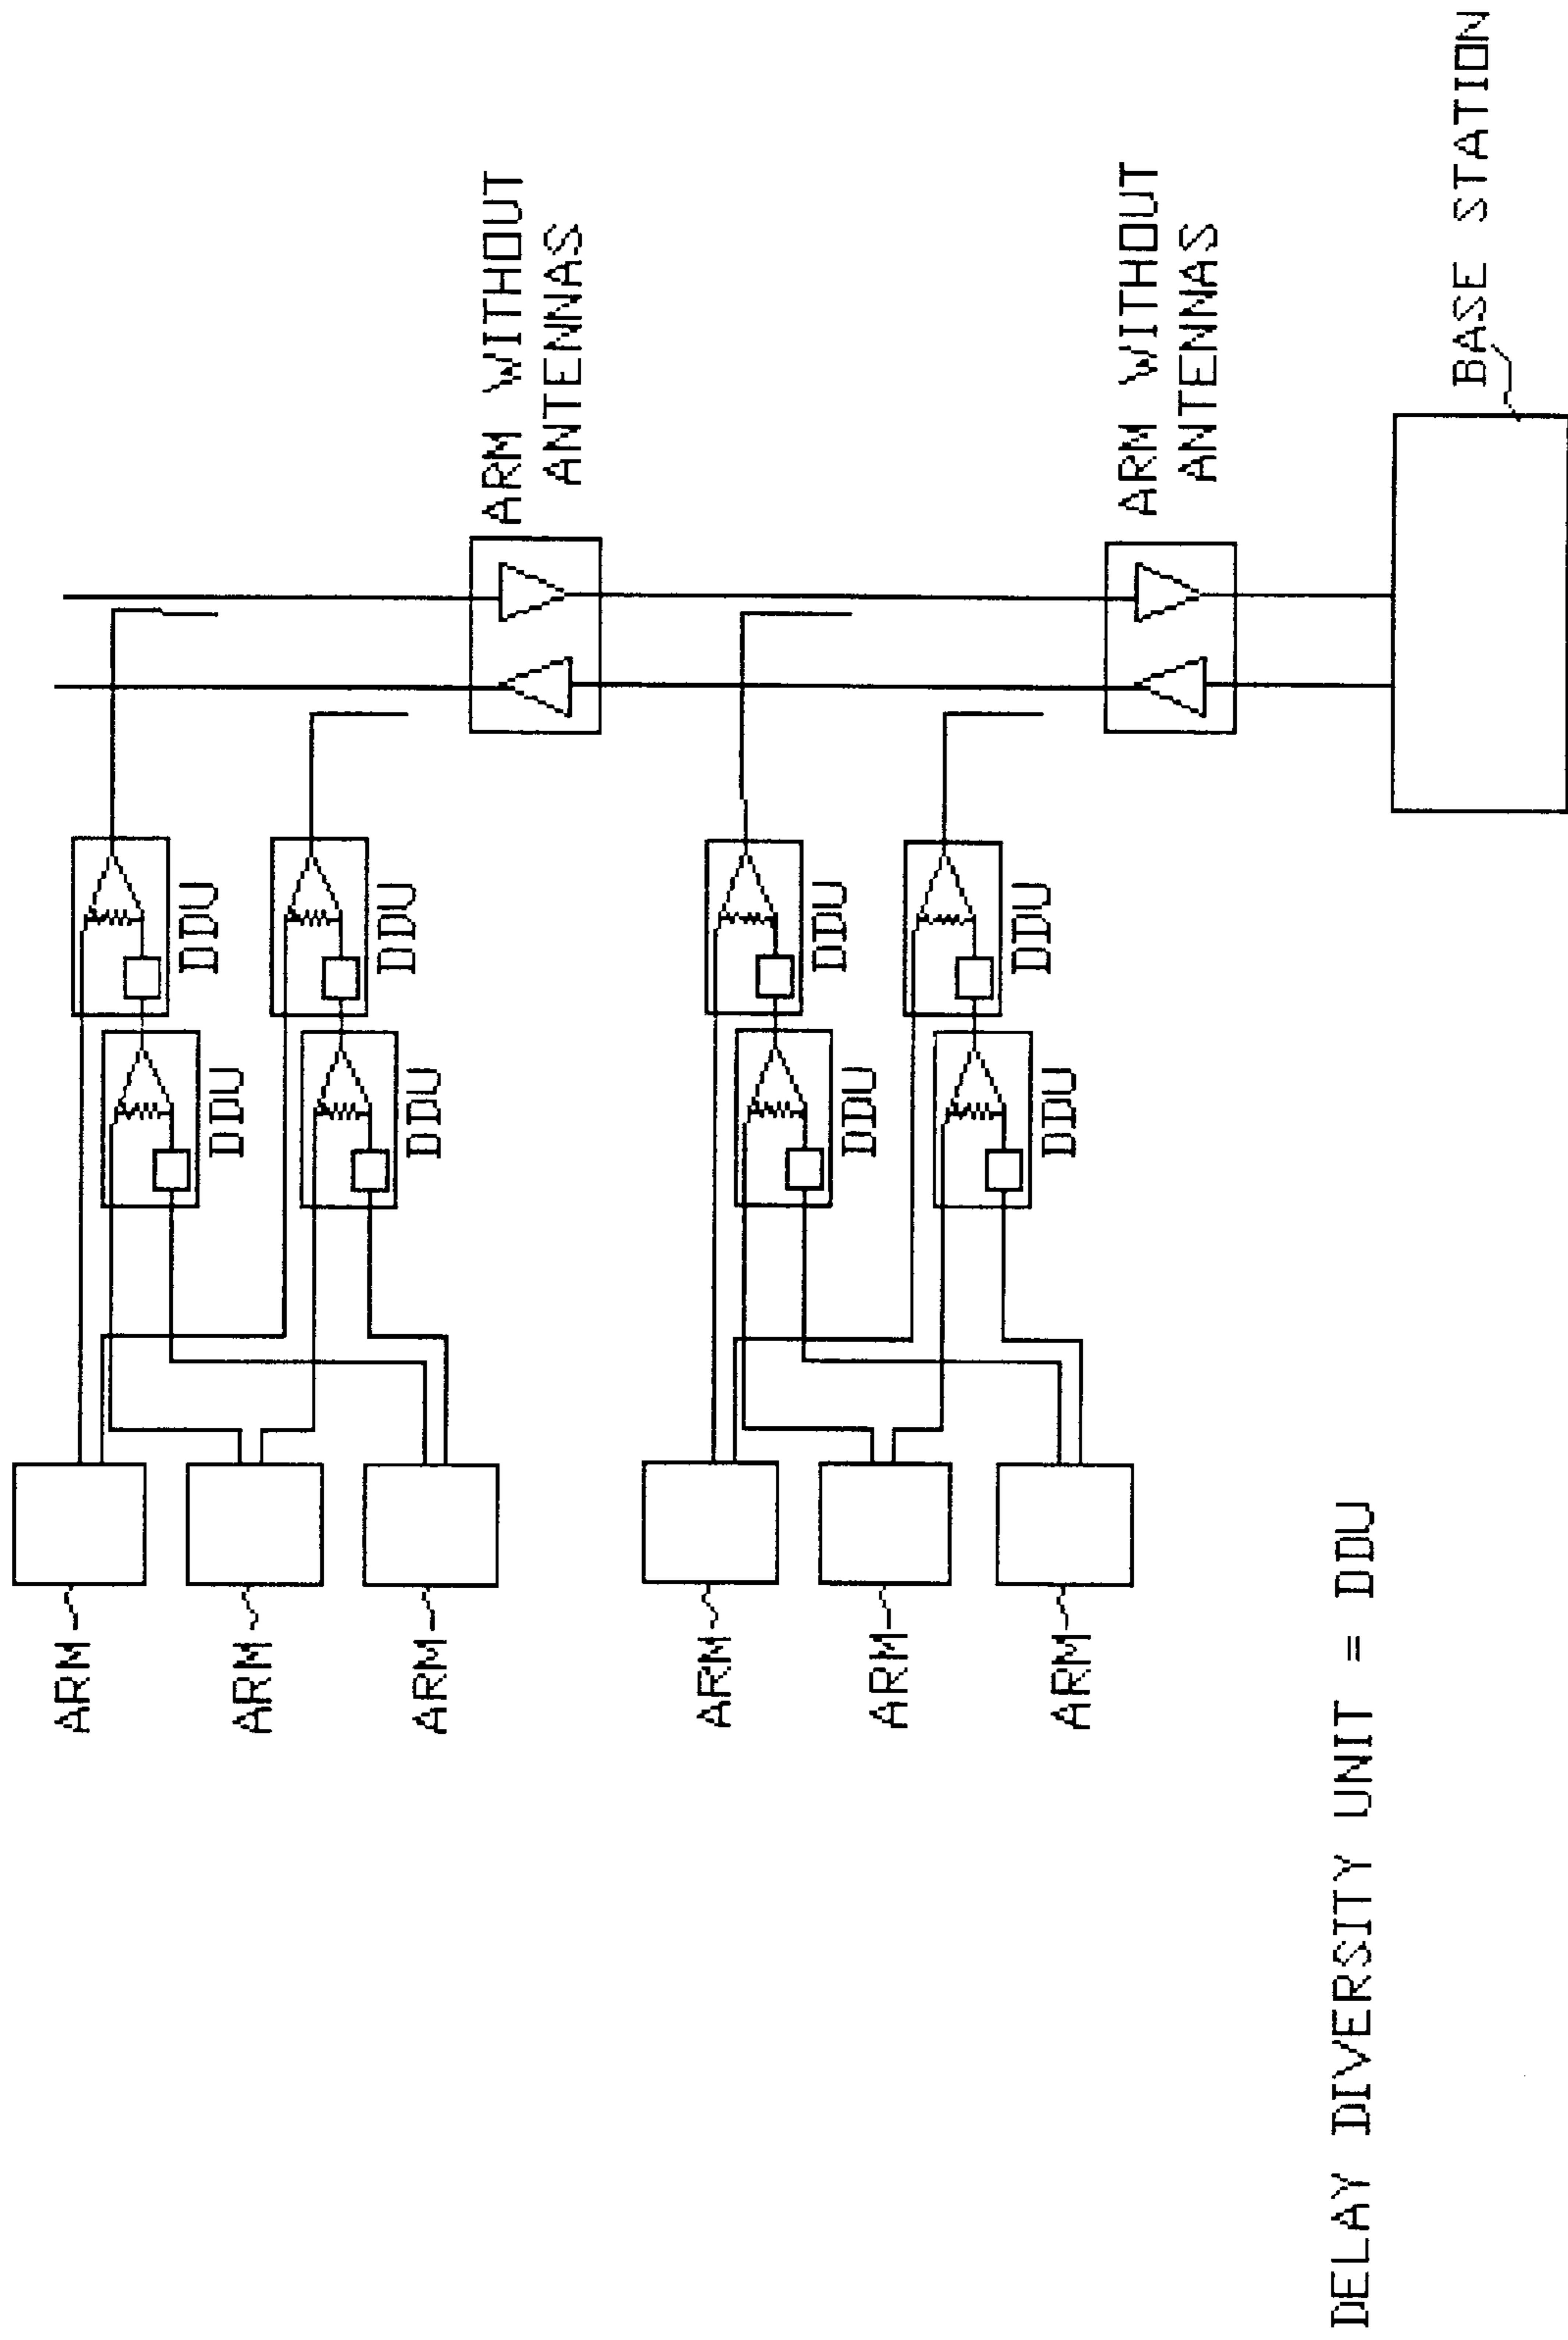 ARM
DDU
DDU
ARM
DDU
DDU
ARM
ARM WITHOUT
ANTENNAS
ARM
DDU
DDU
ARM
DDU
DDU
ARM
ARM WITHOUT
ANTENNAS
DELAY DIVERSITY UNIT = DDU
BASE STATION